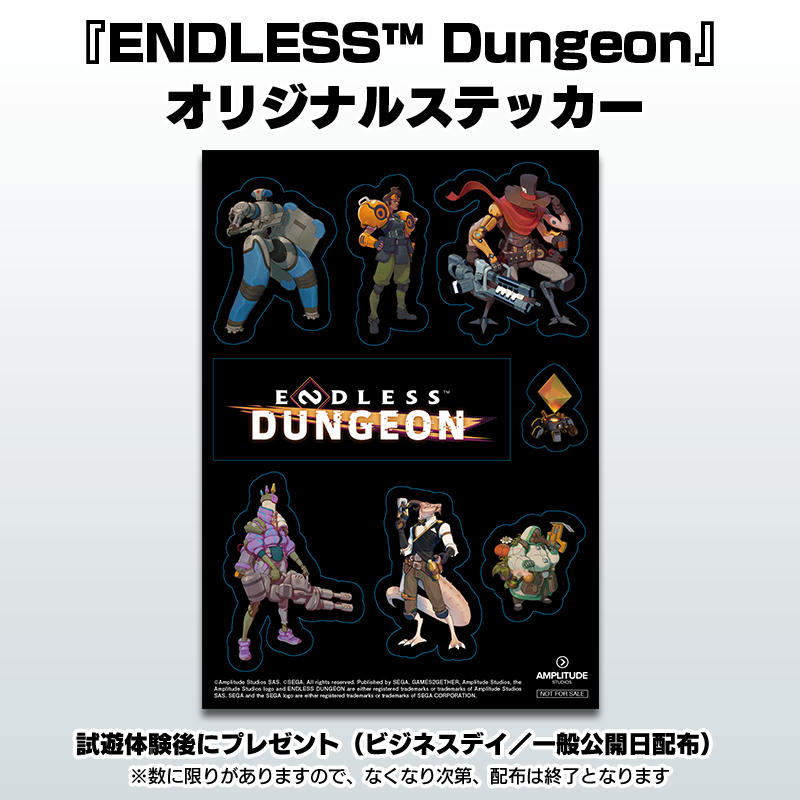 『ENDLESS™ Dungeon』
オリジナルステッカー
ENDLESS™
DUNGEON
©Amplitude Studios SAS. ©SEGA. All rights reserved. Published by SEGA. GAMES2GETHER, Amplitude Studios, the
Amplitude Studios logo and ENDLESS DUNGEON are either registered trademarks or trademarks of Amplitude Studios
SAS. SEGA and the SEGA logo are either registered trademarks or trademarks of SEGA CORPORATION.
AMPLITUDE
STUDIOS
NOT FOR SALE
試遊体験後にプレゼント（ビジネスデイ／一般公開日配布）
※数に限りがありますので、なくなり次第、配布は終了となります